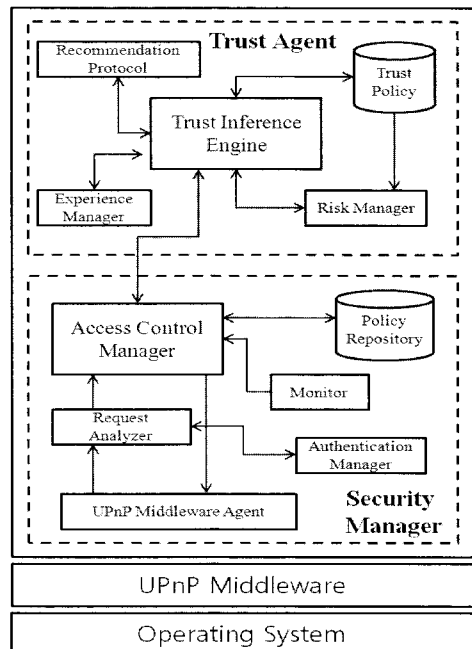 Trust Agent
Recommendation
Protocol
Trust
Policy
Trust Inference
Engine
Experience
Manager
Risk Manager
Access Control
Manager
Policy
Repository
Monitor
Request
Analyzer
Authentication
Manager
UPnP Middleware Agent
Security
Manager
UPnP Middleware
Operating System